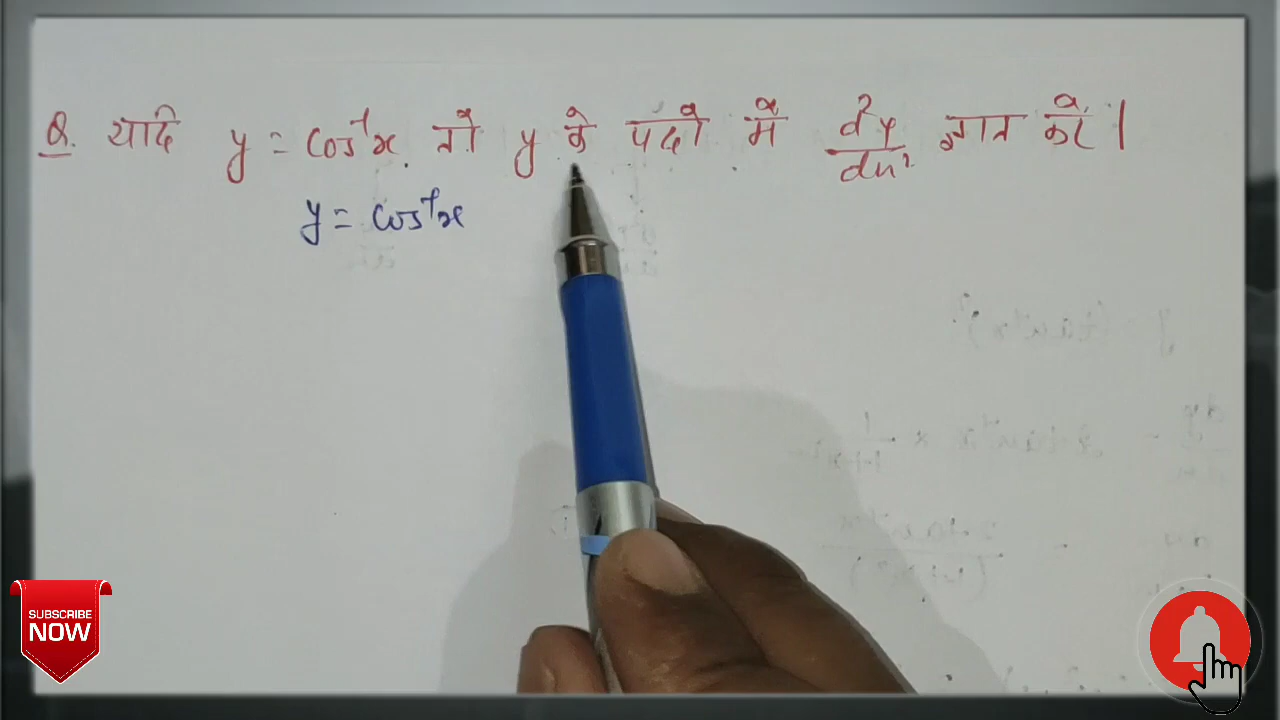 Q. यदि y = cos⁻¹x तो y के पदों में d²y/dx² ज्ञात करें।
y = cos⁻¹x
SUBSCRIBE
NOW